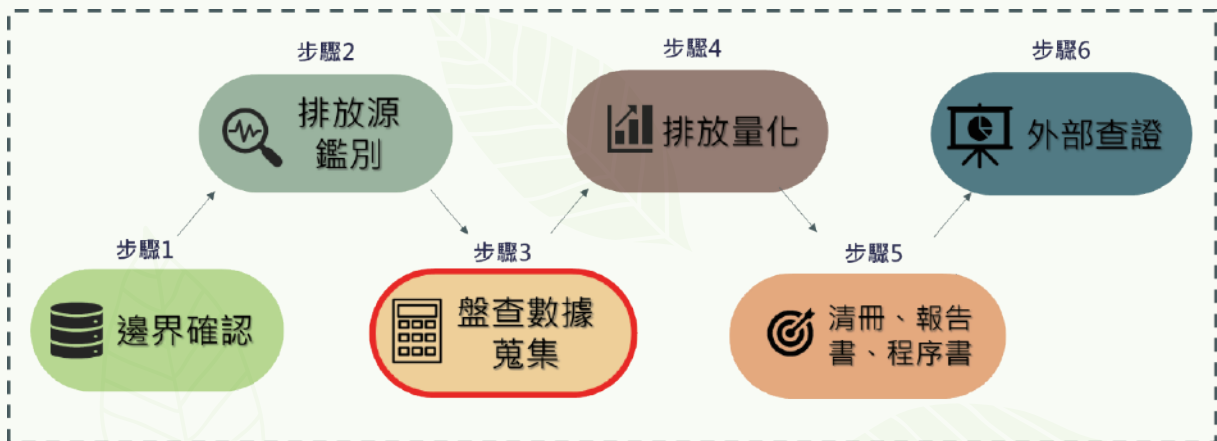 步驟1
邊界確認
步驟2
排放源
鑑別
步驟3
盤查數據
蒐集
步驟4
排放量化
步驟5
清冊、報告
書、程序書
步驟6
外部查證